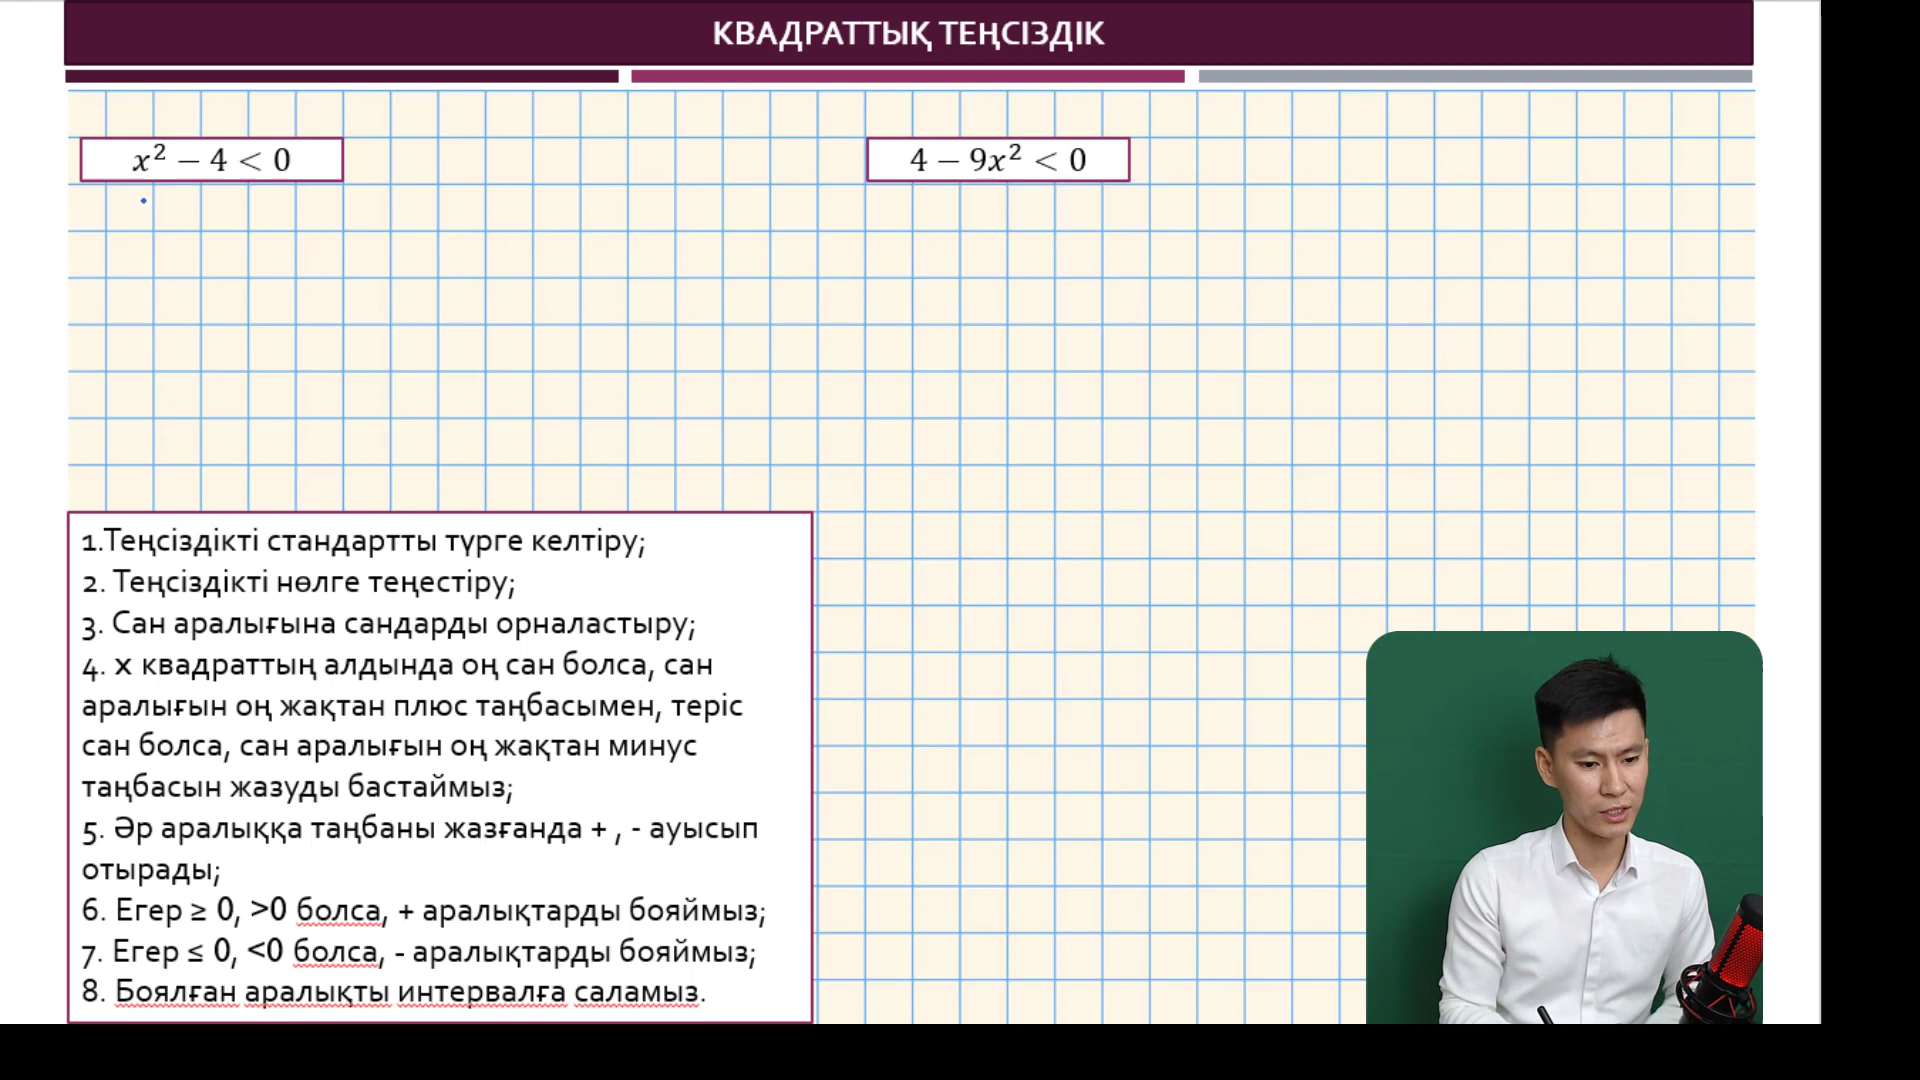 КВАДРАТТЫҚ ТЕҢСІЗДІК
x² − 4 < 0
4 − 9x² < 0
1.Теңсіздікті стандартты түрге келтіру;
2. Теңсіздікті нөлге теңестіру;
3. Сан аралығына сандарды орналастыру;
4. х квадраттың алдында оң сан болса, сан
аралығын оң жақтан плюс таңбасымен, теріс
сан болса, сан аралығын оң жақтан минус
таңбасын жазуды бастаймыз;
5. Әр аралыққа таңбаны жазғанда + , - ауысып
отырады;
6. Егер ≥ 0, >0 болса, + аралықтарды бояймыз;
7. Егер ≤ 0, <0 болса, - аралықтарды бояймыз;
8. Боялған аралықты интервалға саламыз.